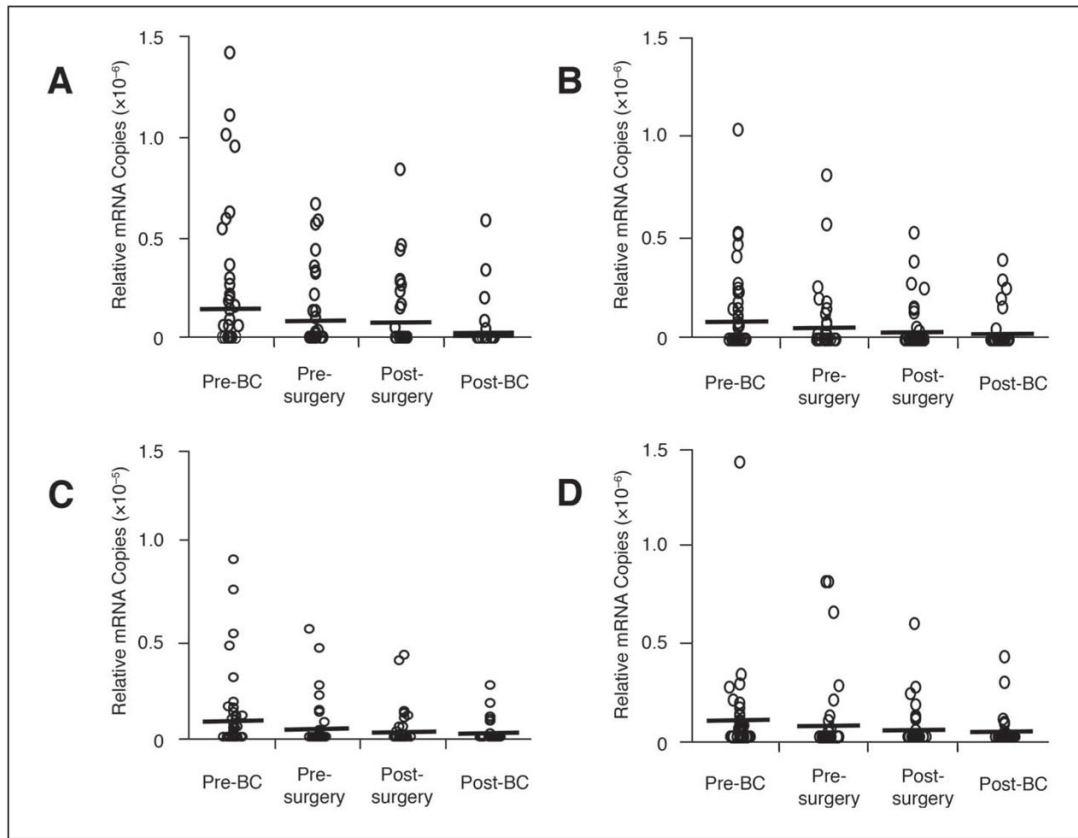 A
Relative mRNA Copies (×10⁻⁶)
1.5
1.0
0.5
0
Pre-BC
Pre-
surgery
Post-
surgery
Post-BC
B
Relative mRNA Copies (×10⁻⁶)
1.5
1.0
0.5
0
Pre-BC
Pre-
surgery
Post-
surgery
Post-BC
C
Relative mRNA Copies (×10⁻⁵)
1.5
1.0
0.5
0
Pre-BC
Pre-
surgery
Post-
surgery
Post-BC
D
Relative mRNA Copies (×10⁻⁶)
1.5
1.0
0.5
0
Pre-BC
Pre-
surgery
Post-
surgery
Post-BC